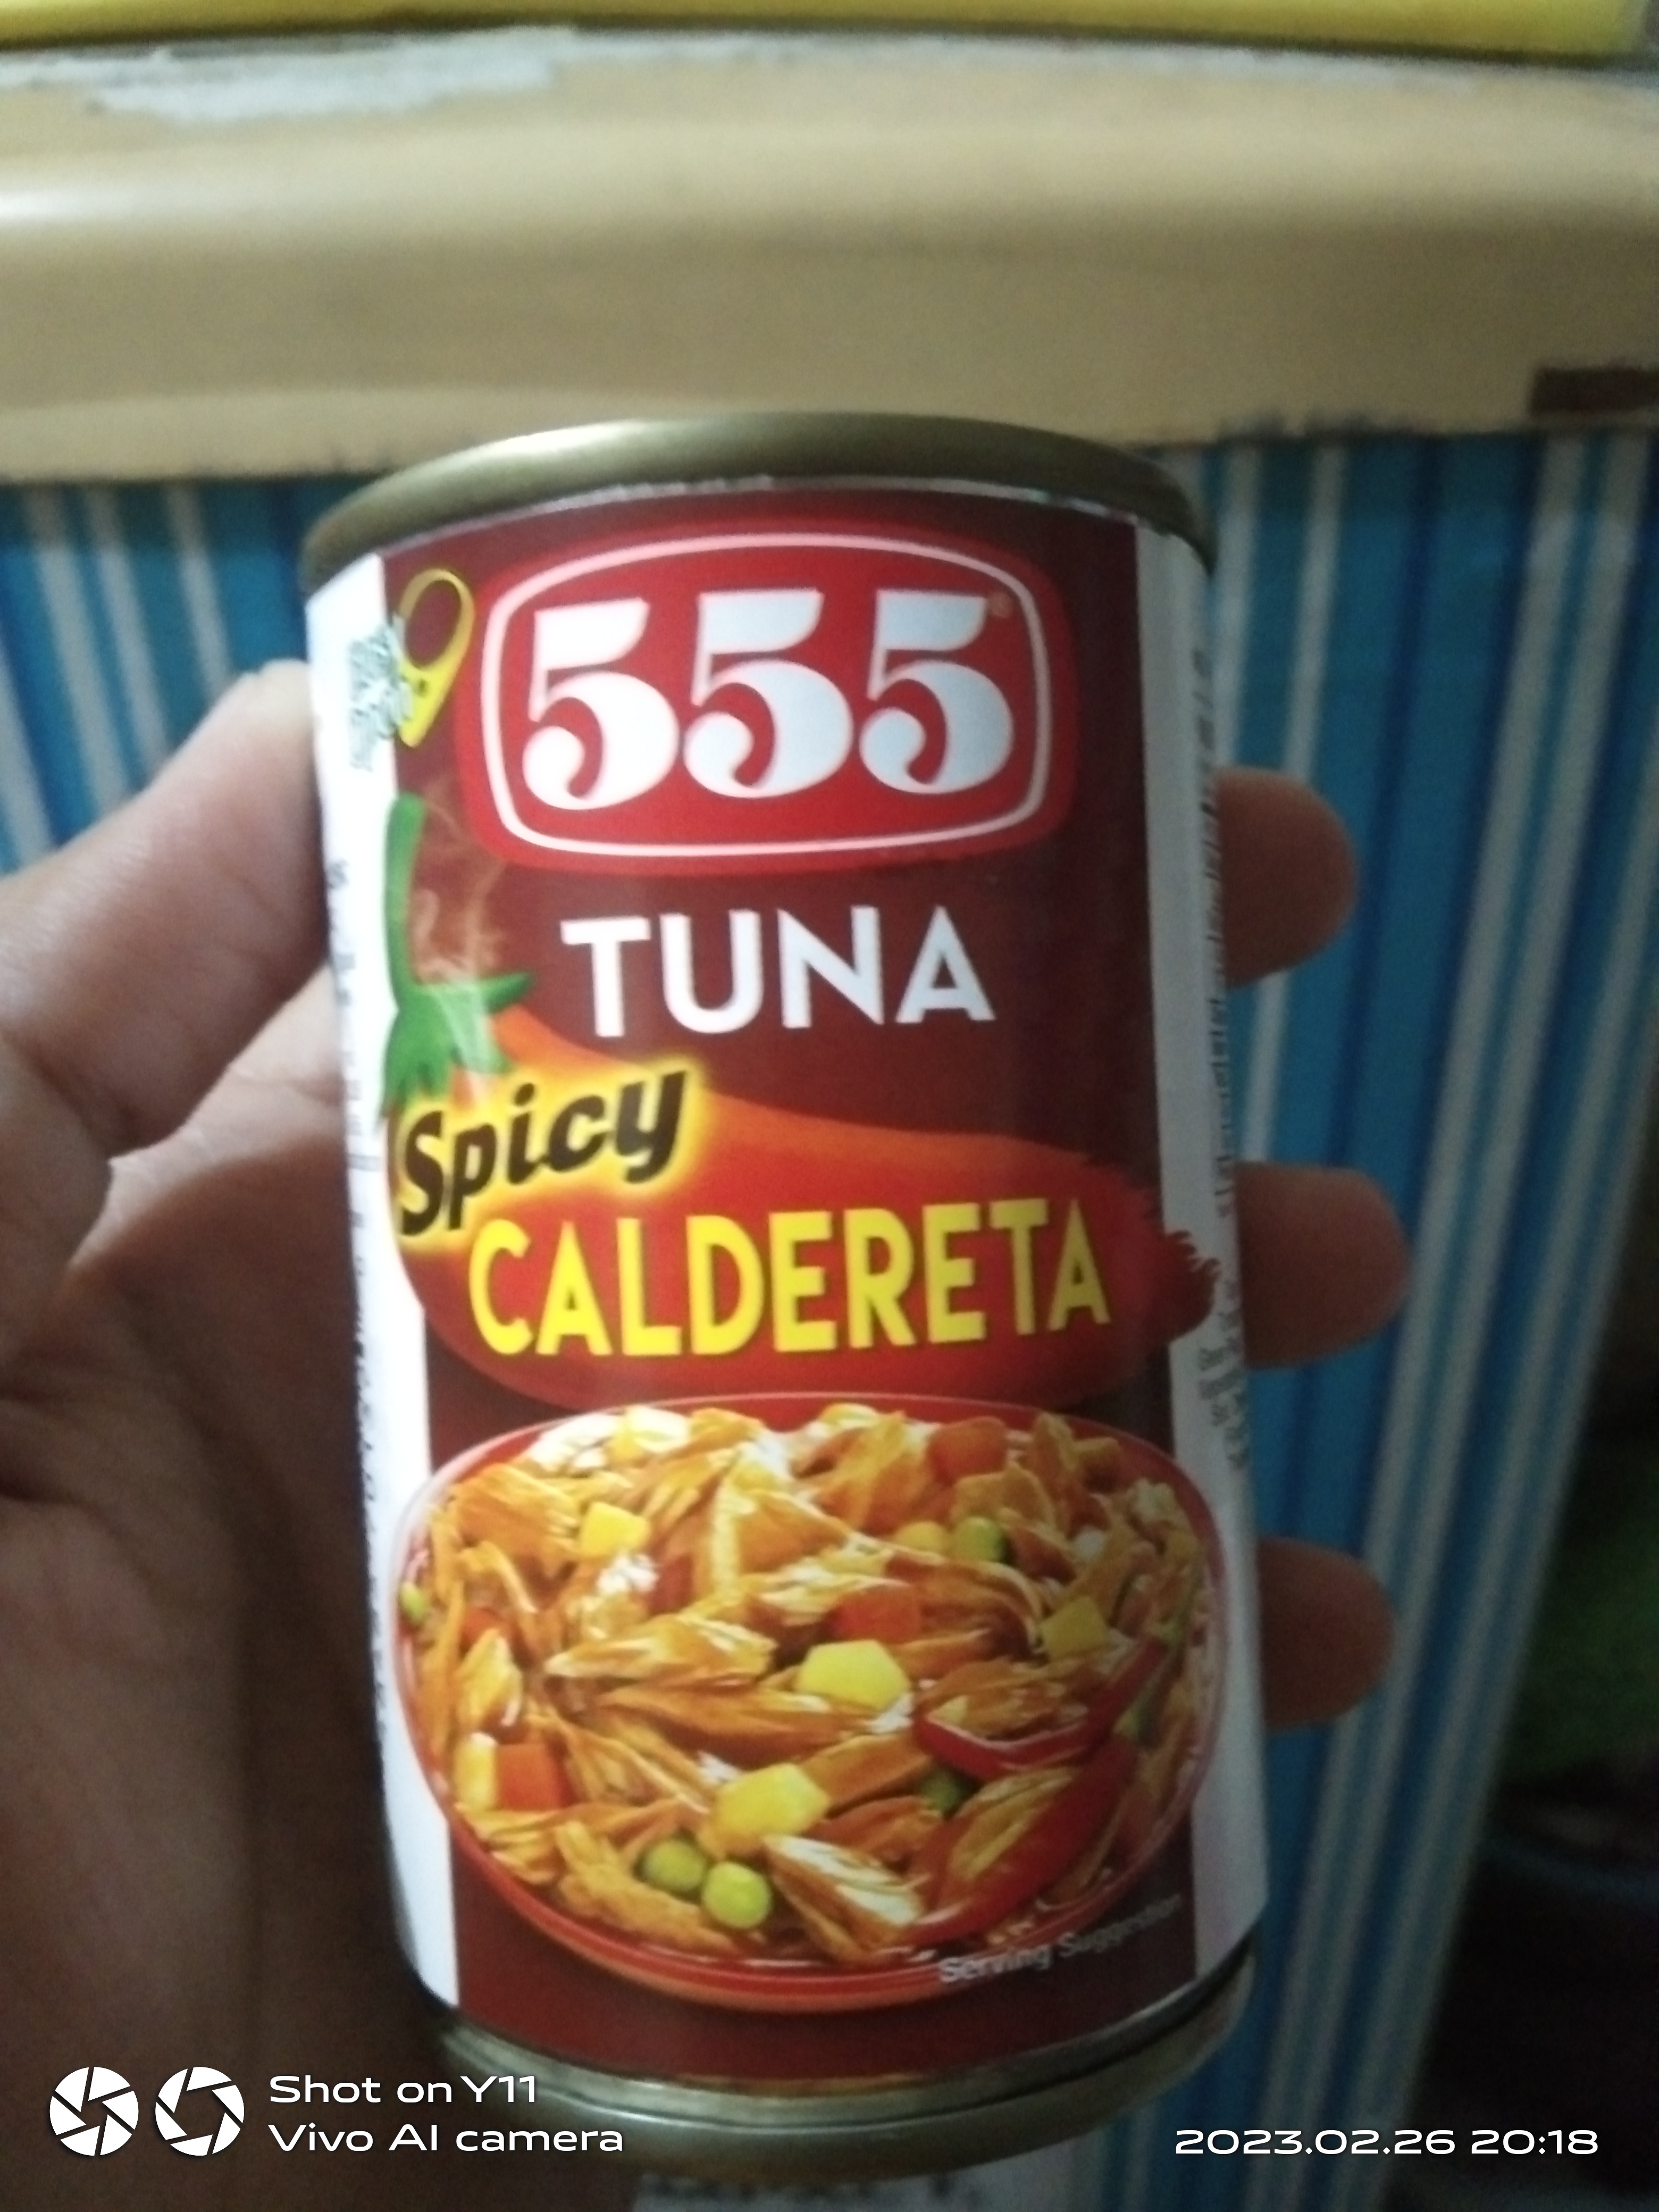 555
TUNA
Spicy
CALDERETA
Serving Suggestion
Shot on Y11
Vivo AI camera
2023.02.26 20:18